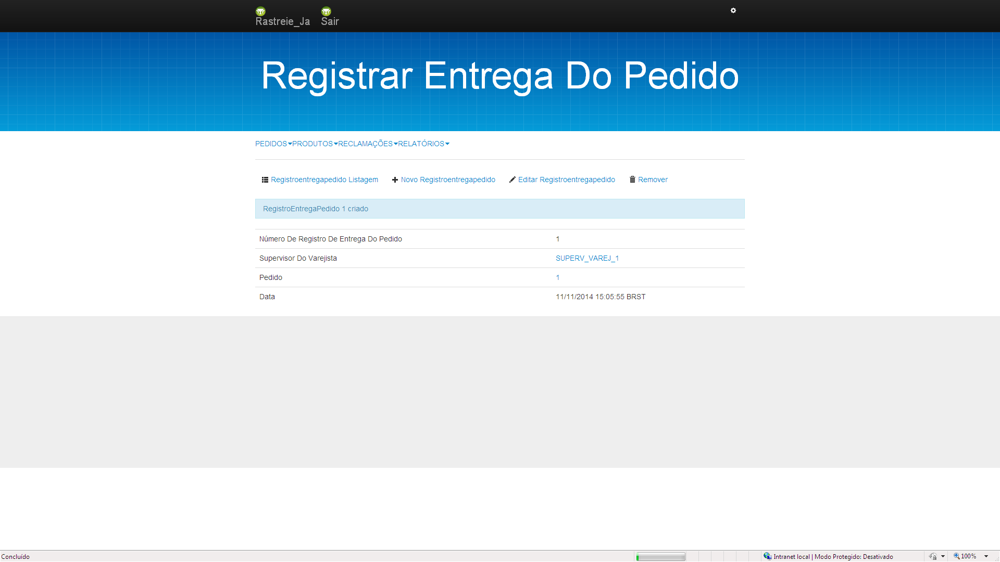 Rastreie_Ja Sair
Registrar Entrega Do Pedido
PEDIDOS PRODUTOS RECLAMAÇÕES RELATÓRIOS
Registroentregapedido Listagem Novo Registroentregapedido Editar Registroentregapedido Remover
RegistroEntregaPedido 1 criado
Número De Registro De Entrega Do Pedido 1
Supervisor Do Varejista SUPERV_VAREJ_1
Pedido 1
Data 11/11/2014 15:05:55 BRST
Concluído Intranet local | Modo Protegido: Desativado 100%